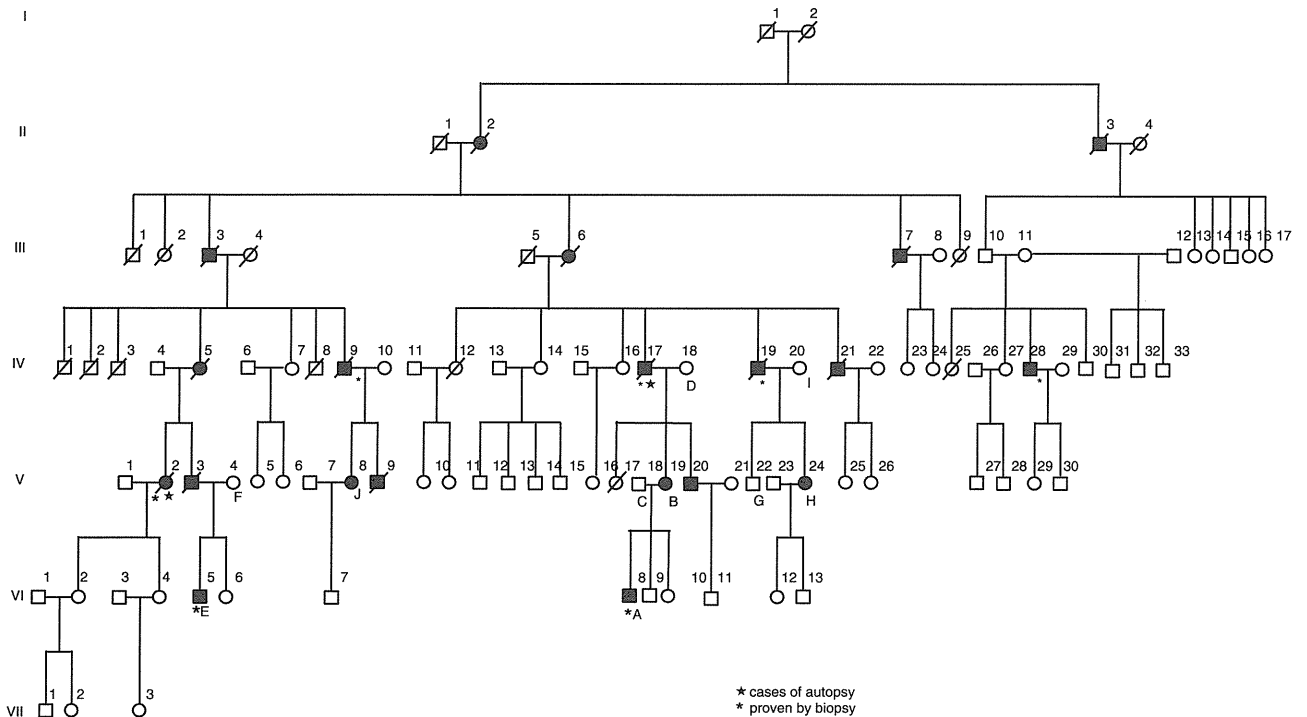 I
1 2
II
1 2 3 4
III
1 2 3 4 5 6 7 8 9 10 11 12 13 14 15 16 17
IV
1 2 3 4 5 6 7 8 9 10 11 12 13 14 15 16 17 18 19 20 21 22 23 24 25 26 27 28 29 30 31 32 33
* *★ D * I *
V
1 2 3 4 5 6 7 8 9 10 11 12 13 14 15 16 17 18 19 20 21 22 23 24 25 26 27 28 29 30
*★ F J C B G H
VI
1 2 3 4 5 6 7 8 9 10 11 12 13
*E *A
VII
1 2 3
★ cases of autopsy
* proven by biopsy